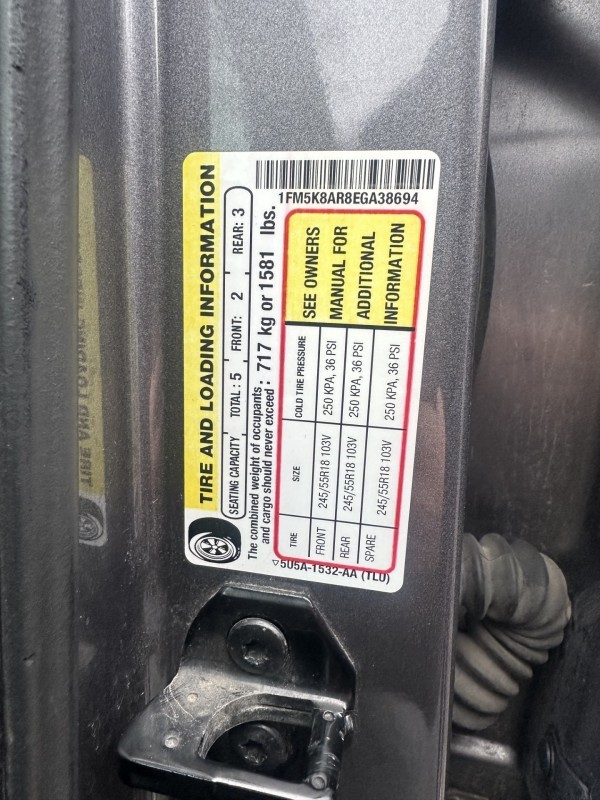 TIRE AND LOADING INFORMATION
SEATING CAPACITY TOTAL: 5 FRONT: 2 REAR: 3
The combined weight of occupants
and cargo should never exceed: 717 kg or 1581 lbs.
TIRE SIZE COLD TIRE PRESSURE
FRONT 245/55R18 103V 250 KPA, 36 PSI
REAR 245/55R18 103V 250 KPA, 36 PSI
SPARE 245/55R18 103V 250 KPA, 36 PSI
SEE OWNERS
MANUAL FOR
ADDITIONAL
INFORMATION
1FM5K8AR8EGA38694
5U5A-1532-AA (TLU)